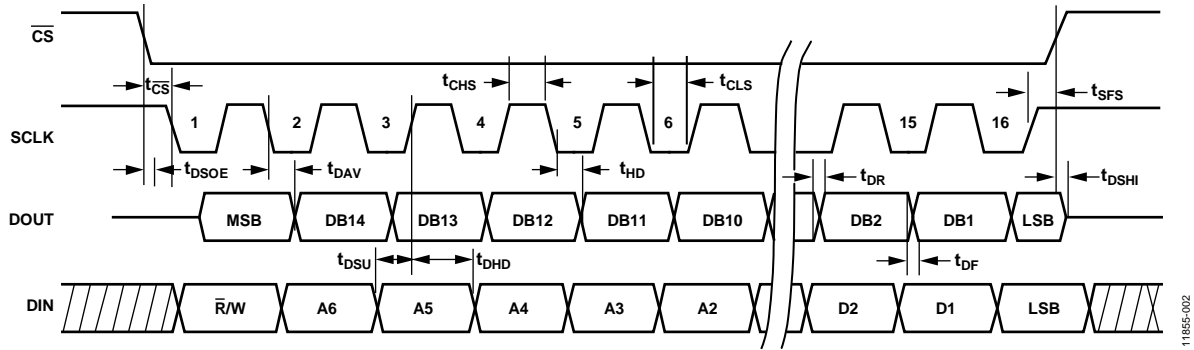 CS
tCS
tCHS
tCLS
tSFS
SCLK
1
2
3
4
5
6
15
16
tDSOE
tDAV
tHD
tDR
tDSHI
DOUT
MSB
DB14
DB13
DB12
DB11
DB10
DB2
DB1
LSB
tDSU
tDHD
tDF
DIN
R/W
A6
A5
A4
A3
A2
D2
D1
LSB
11855-002